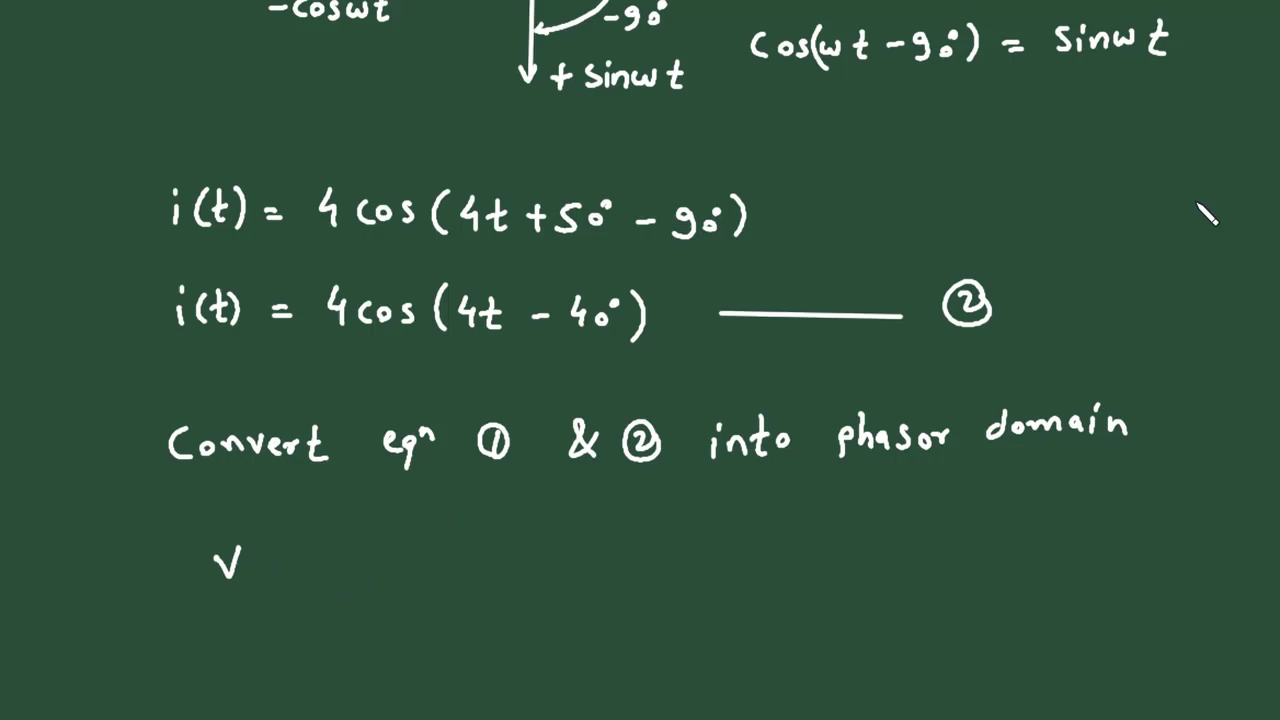 -cosωt
-90°
+ sinωt
cos(ωt - 90°) = sinωt
i(t) = 4 cos(4t + 50° - 90°)
i(t) = 4 cos(4t - 40°) ——— ②
Convert eqⁿ ① & ② into phasor domain
V